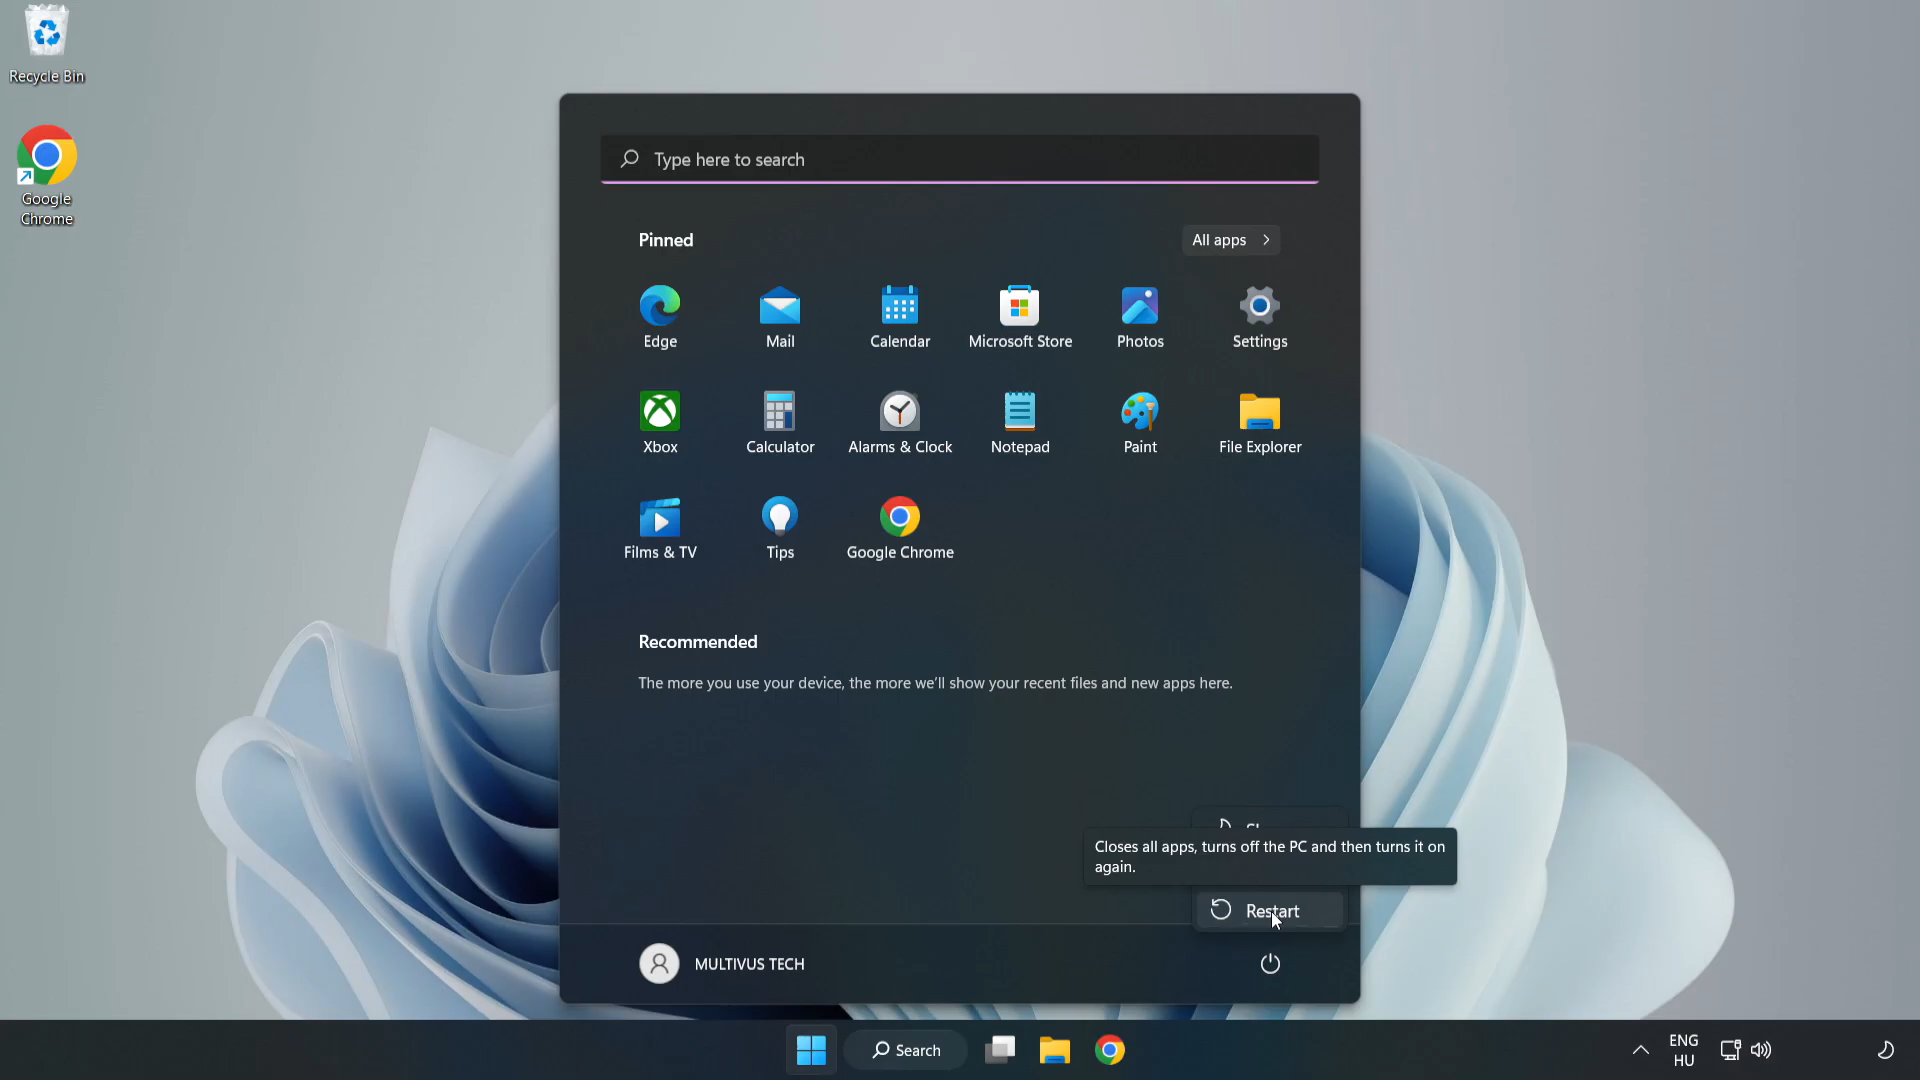 Recycle Bin
Google
Chrome
Type here to search
Pinned
All apps
Edge
Mail
Calendar
Microsoft Store
Photos
Settings
Xbox
Calculator
Alarms & Clock
Notepad
Paint
File Explorer
Films & TV
Tips
Google Chrome
Recommended
The more you use your device, the more we'll show your recent files and new apps here.
Closes all apps, turns off the PC and then turns it on
again.
Restart
MULTIVUS TECH
Search
ENG
HU